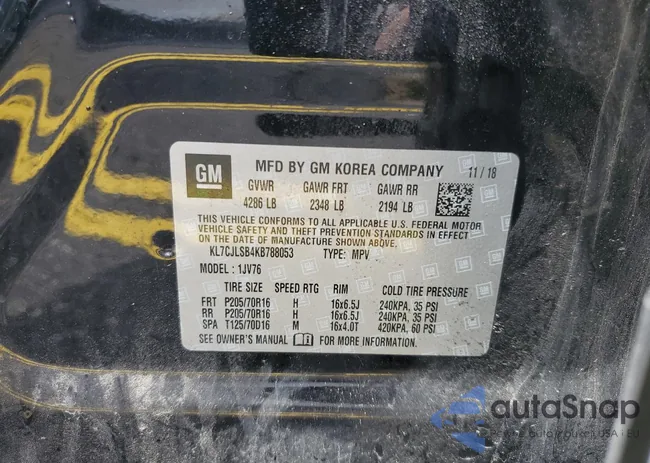 GM
MFD BY GM KOREA COMPANY 11 / 18
GVWR GAWR FRT GAWR RR
4286 LB 2348 LB 2194 LB
THIS VEHICLE CONFORMS TO ALL APPLICABLE U.S. FEDERAL MOTOR
VEHICLE SAFETY AND THEFT PREVENTION STANDARDS IN EFFECT
ON THE DATE OF MANUFACTURE SHOWN ABOVE.
KL7CJLSB4KB788053 TYPE: MPV
MODEL : 1JV76
TIRE SIZE SPEED RTG RIM COLD TIRE PRESSURE
FRT P205/70R16 H 16x6.5J 240KPA, 35 PSI
RR P205/70R16 H 16x6.5J 240KPA, 35 PSI
SPA T125/70D16 M 16x4.0T 420KPA, 60 PSI
SEE OWNER'S MANUAL FOR MORE INFORMATION.
autoSnap